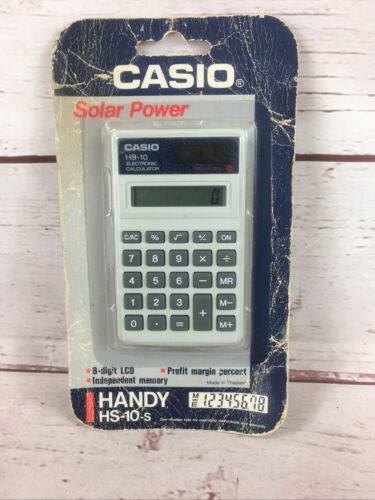 CASIO®
Solar Power
CASIO
HS-10
ELECTRONIC
CALCULATOR
0.
C/AC % √ +/- ON
7 8 9 × ÷
4 5 6 − MR
1 2 3 + M−
0 · = M+
8-digit LCD
Profit margin percent
Independent memory
Made in Thailand
HANDY
HS-10-S
M
E
12345678